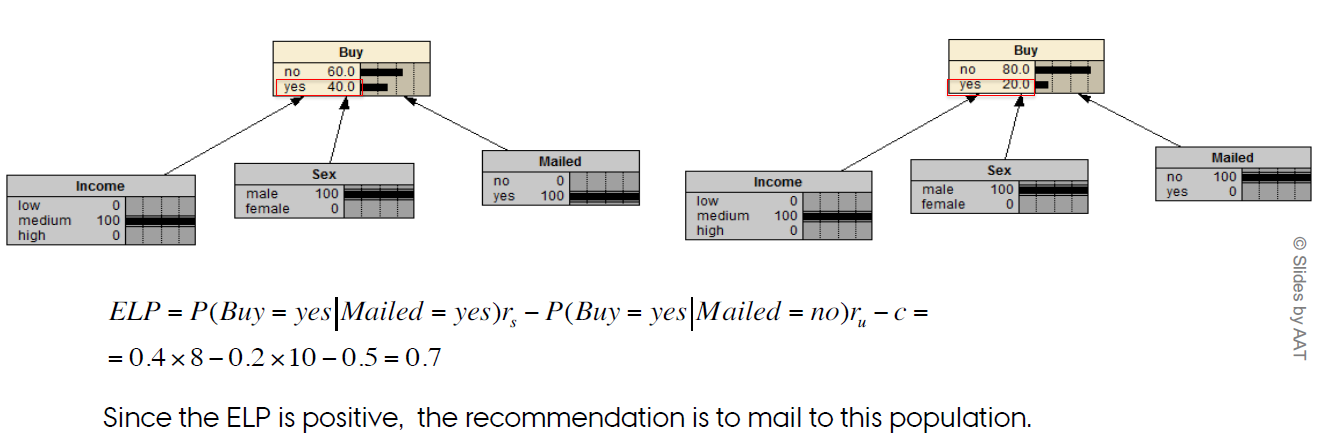 Buy
no 60.0
yes 40.0
Income
low 0
medium 100
high 0
Sex
male 100
female 0
Mailed
no 0
yes 100
Buy
no 80.0
yes 20.0
Income
low 0
medium 100
high 0
Sex
male 100
female 0
Mailed
no 100
yes 0
ELP = P(Buy = yes|Mailed = yes)rₛ − P(Buy = yes|Mailed = no)rᵤ − c =
= 0.4 × 8 − 0.2 × 10 − 0.5 = 0.7
Since the ELP is positive, the recommendation is to mail to this population.
© Slides by AAT